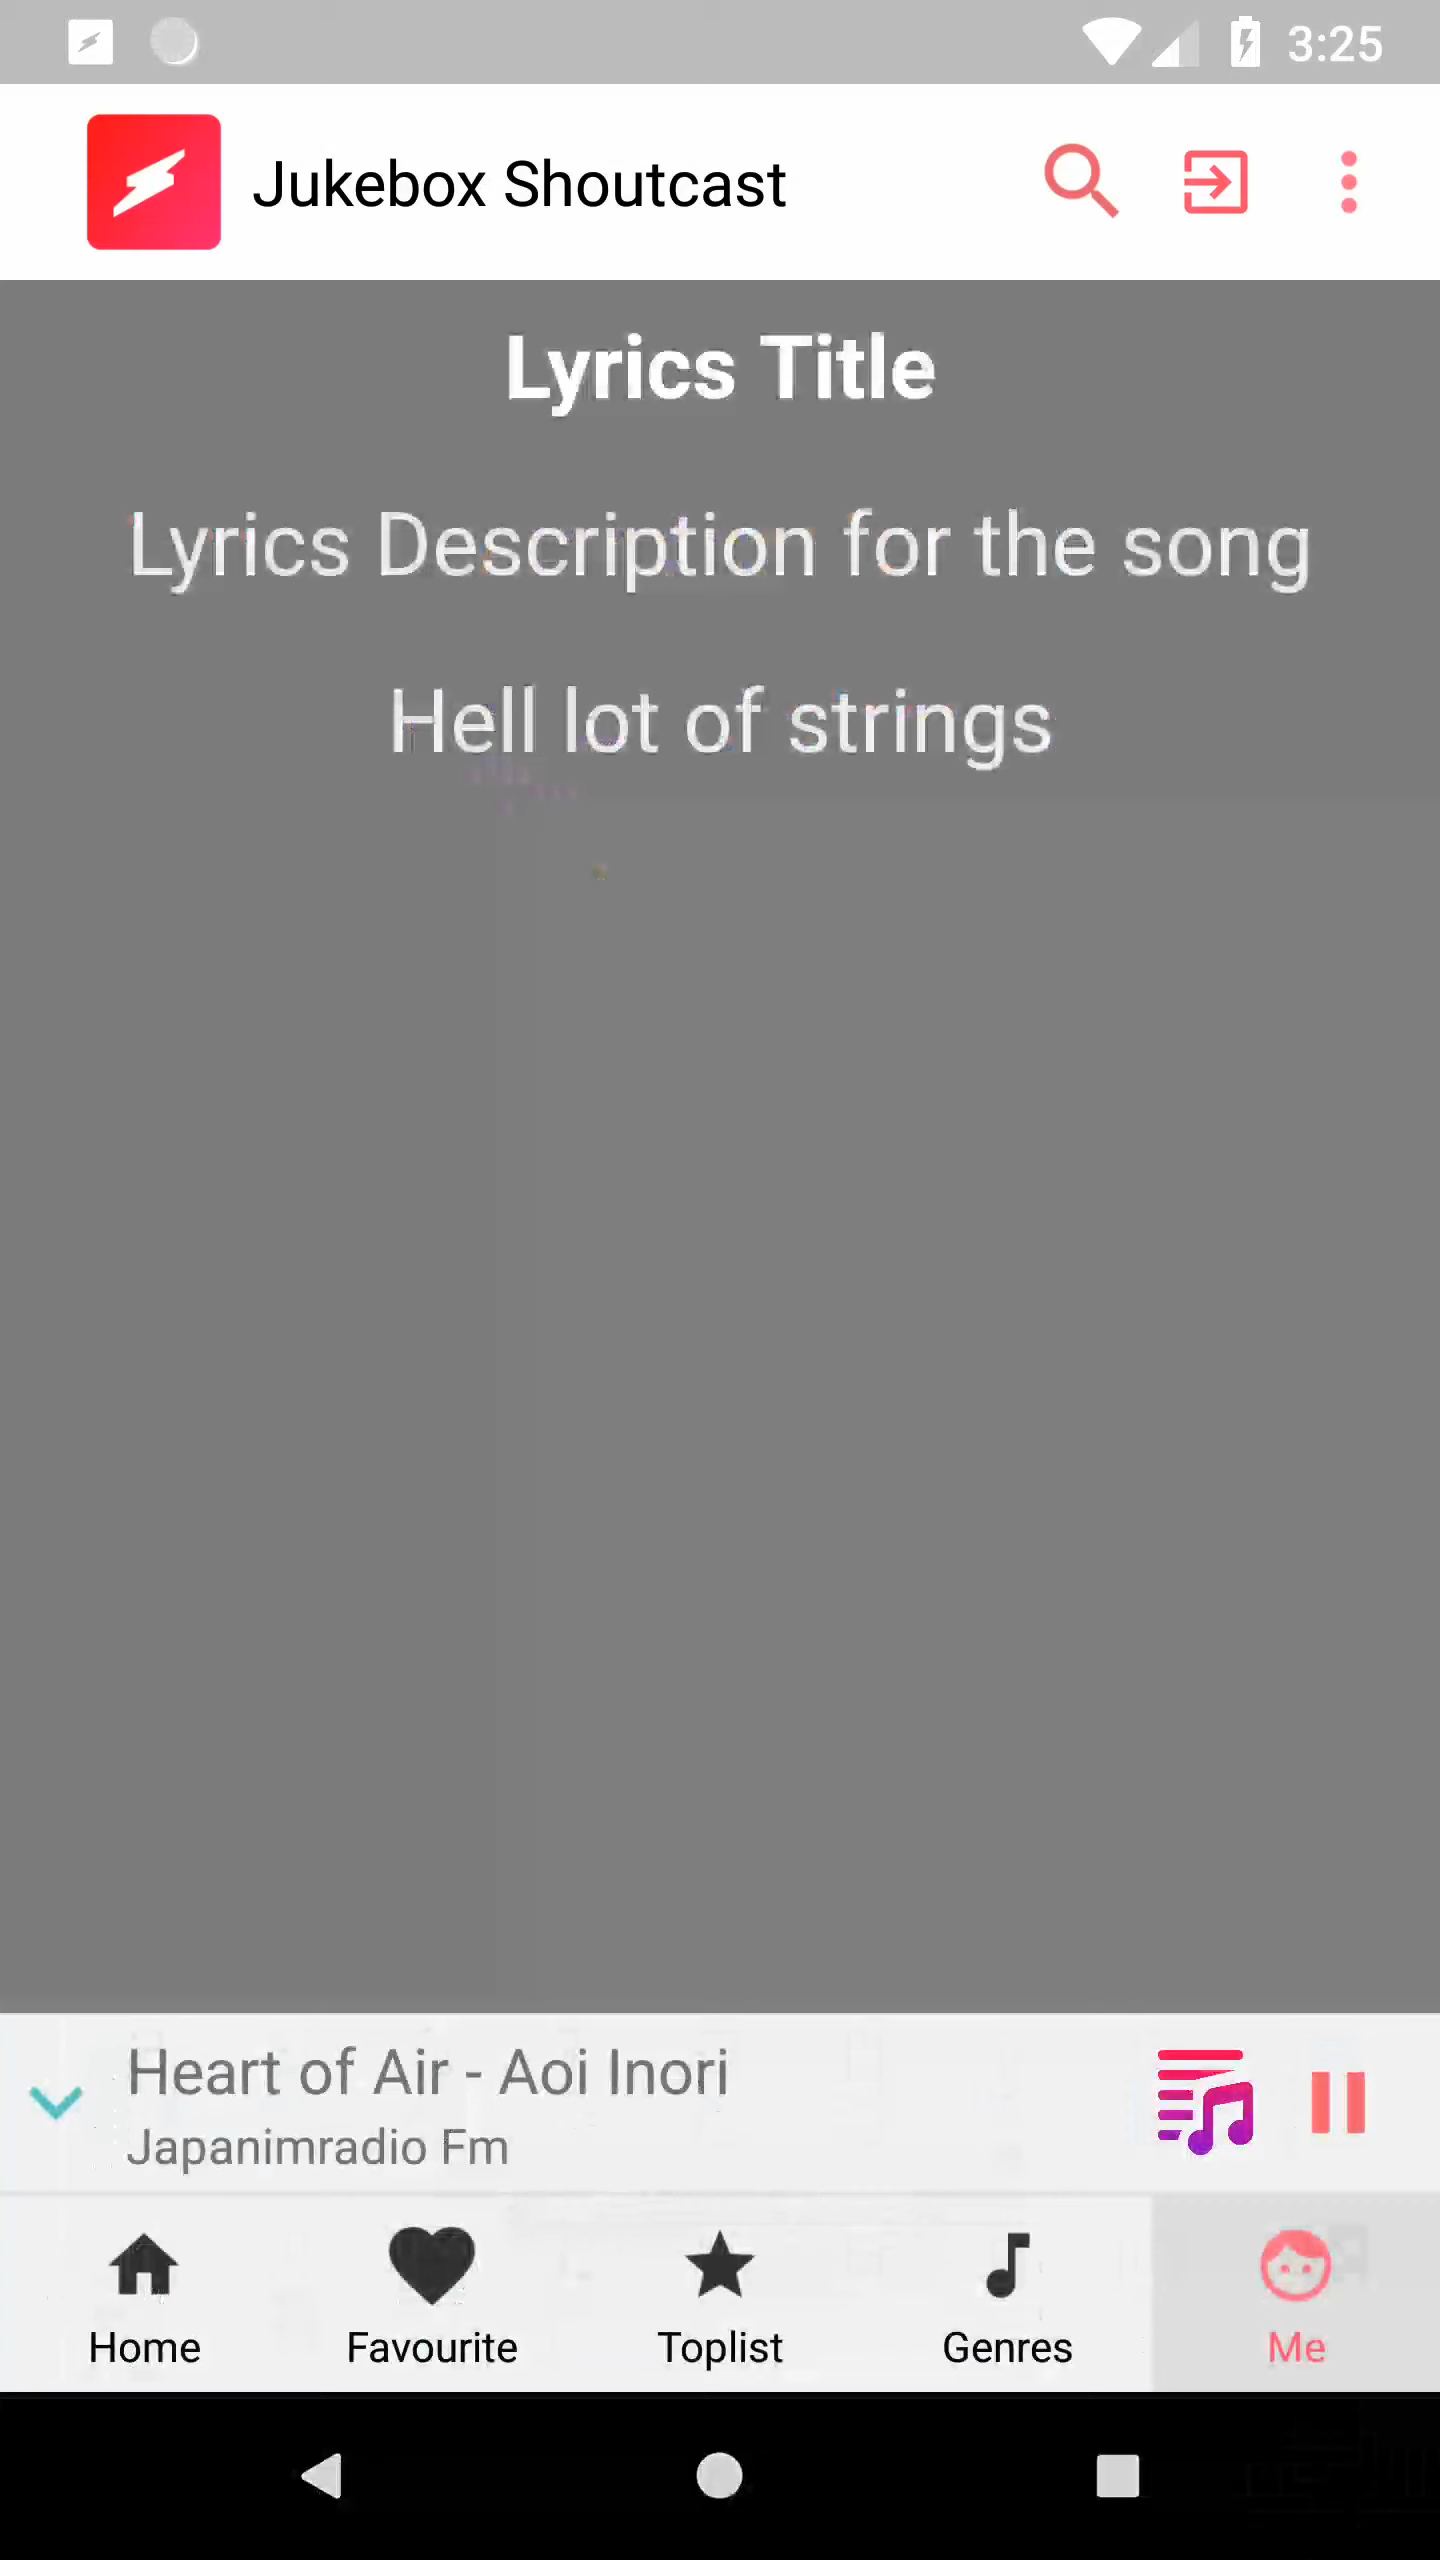 3:25
Jukebox Shoutcast
Lyrics Title
Lyrics Description for the song
Hell lot of strings
Heart of Air - Aoi Inori
Japanimradio Fm
Home Favourite Toplist Genres Me